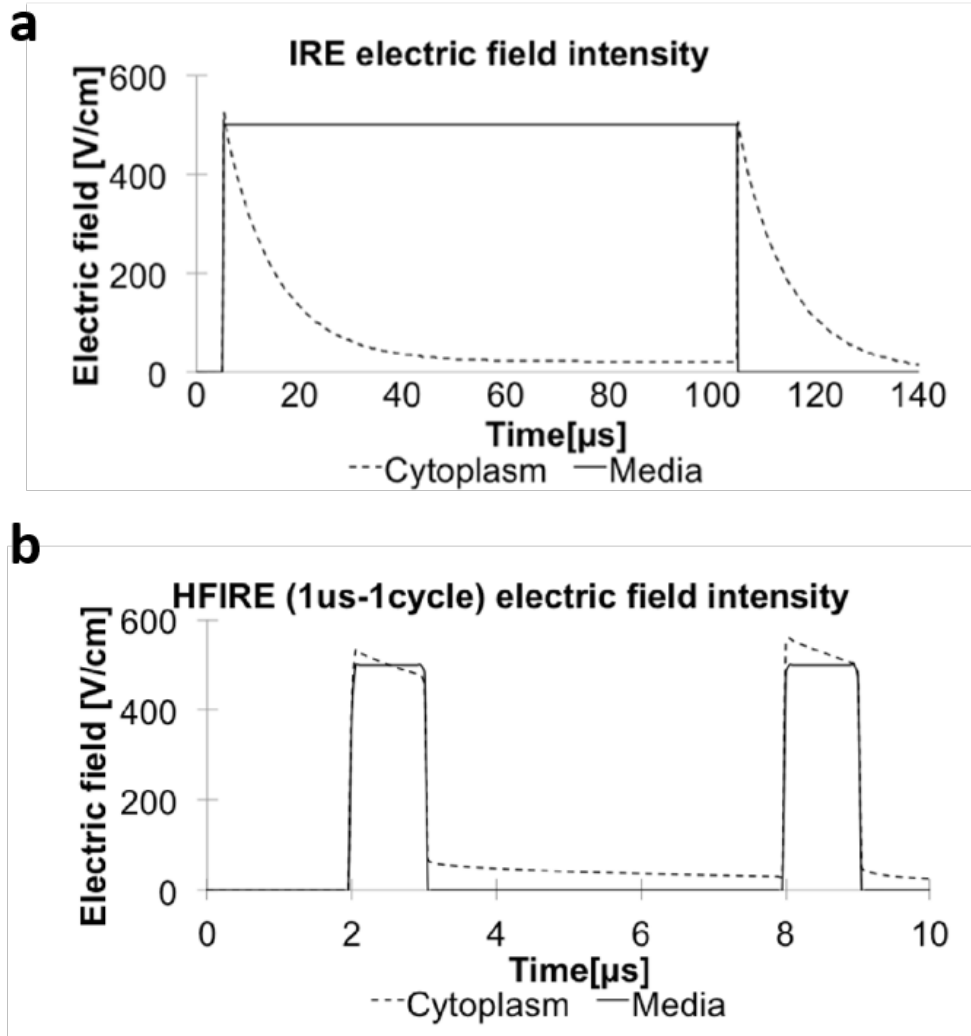 a
IRE electric field intensity
Electric field [V/cm]
600
400
200
0
0 20 40 60 80 100 120 140
Time[µs]
Cytoplasm Media
b
HFIRE (1us-1cycle) electric field intensity
Electric field [V/cm]
600
400
200
0
0 2 4 6 8 10
Time[µs]
Cytoplasm Media